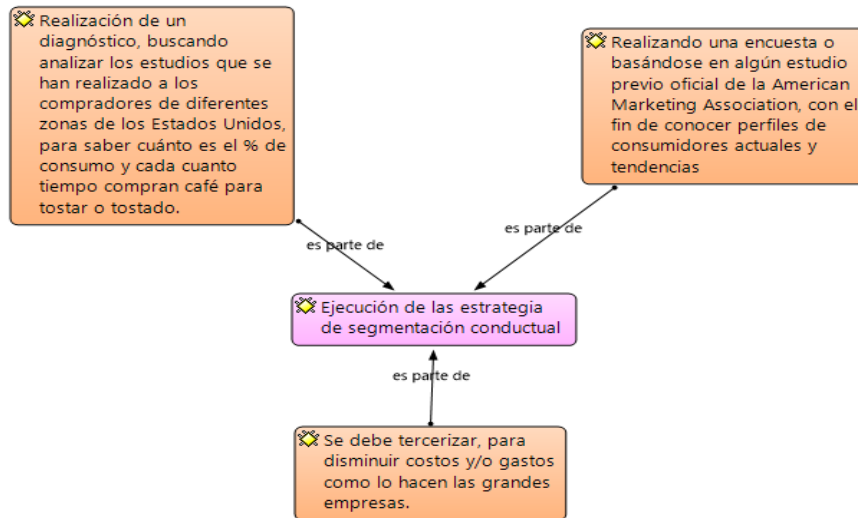 Realización de un
diagnóstico, buscando
analizar los estudios que se
han realizado a los
compradores de diferentes
zonas de los Estados Unidos,
para saber cuánto es el % de
consumo y cada cuanto
tiempo compran café para
tostar o tostado.
Realizando una encuesta o
basándose en algún estudio
previo oficial de la American
Marketing Association, con el
fin de conocer perfiles de
consumidores actuales y
tendencias
es parte de
es parte de
Ejecución de las estrategia
de segmentación conductual
es parte de
Se debe tercerizar, para
disminuir costos y/o gastos
como lo hacen las grandes
empresas.